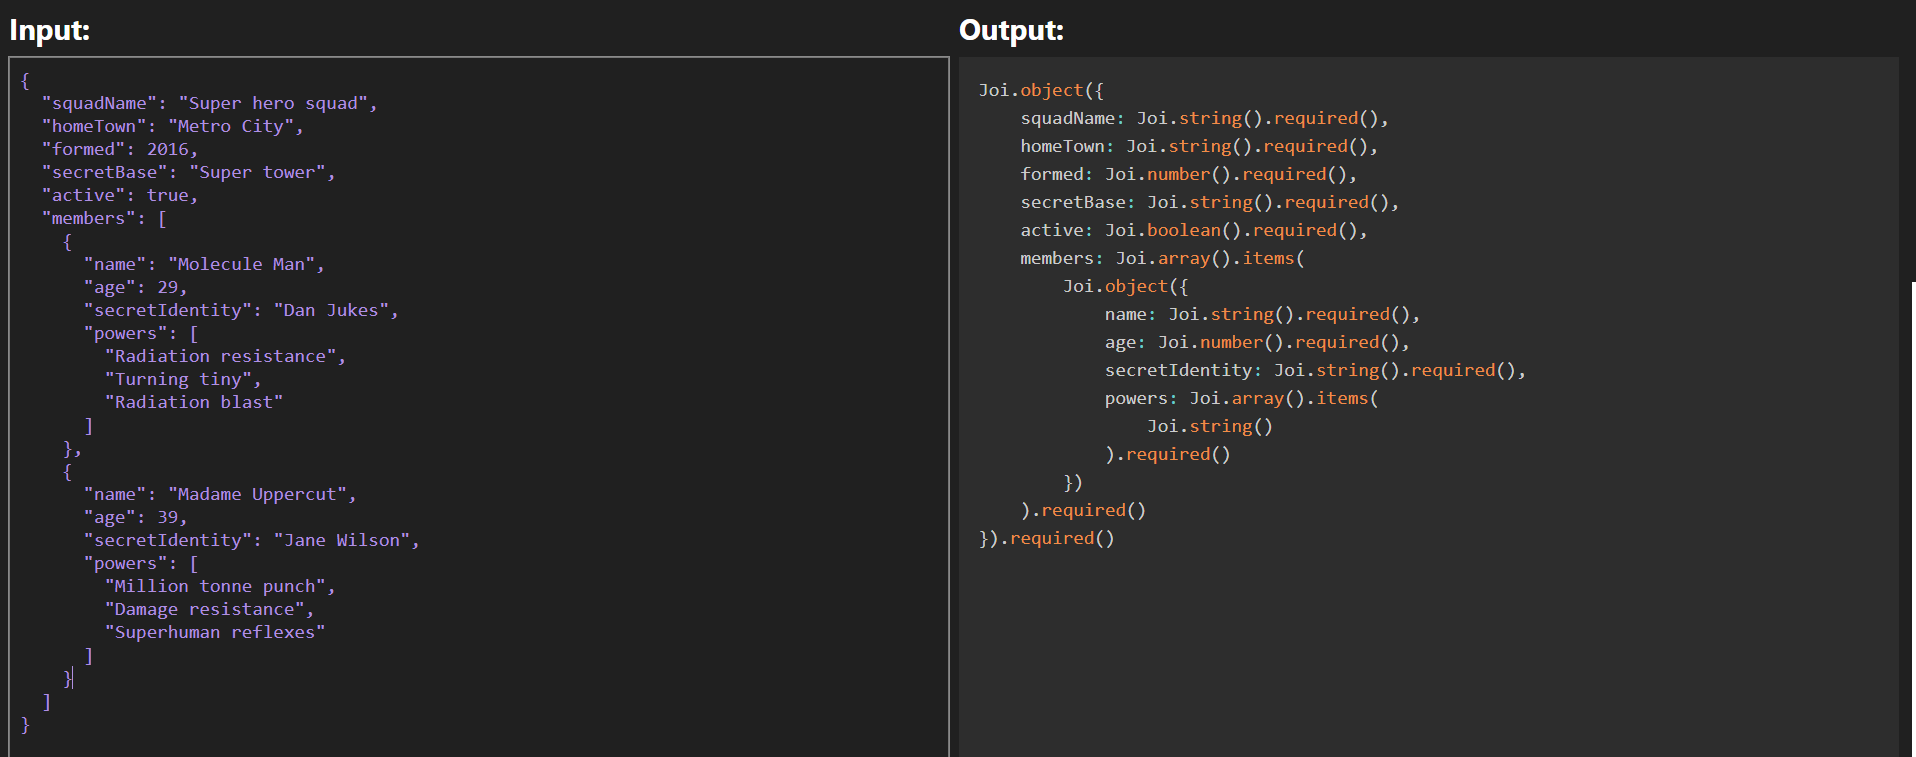 Input:
{
  "squadName": "Super hero squad",
  "homeTown": "Metro City",
  "formed": 2016,
  "secretBase": "Super tower",
  "active": true,
  "members": [
    {
      "name": "Molecule Man",
      "age": 29,
      "secretIdentity": "Dan Jukes",
      "powers": [
        "Radiation resistance",
        "Turning tiny",
        "Radiation blast"
      ]
    },
    {
      "name": "Madame Uppercut",
      "age": 39,
      "secretIdentity": "Jane Wilson",
      "powers": [
        "Million tonne punch",
        "Damage resistance",
        "Superhuman reflexes"
      ]
    }
  ]
}
Output:
Joi.object({
    squadName: Joi.string().required(),
    homeTown: Joi.string().required(),
    formed: Joi.number().required(),
    secretBase: Joi.string().required(),
    active: Joi.boolean().required(),
    members: Joi.array().items(
        Joi.object({
            name: Joi.string().required(),
            age: Joi.number().required(),
            secretIdentity: Joi.string().required(),
            powers: Joi.array().items(
                Joi.string()
            ).required()
        })
    ).required()
}).required()